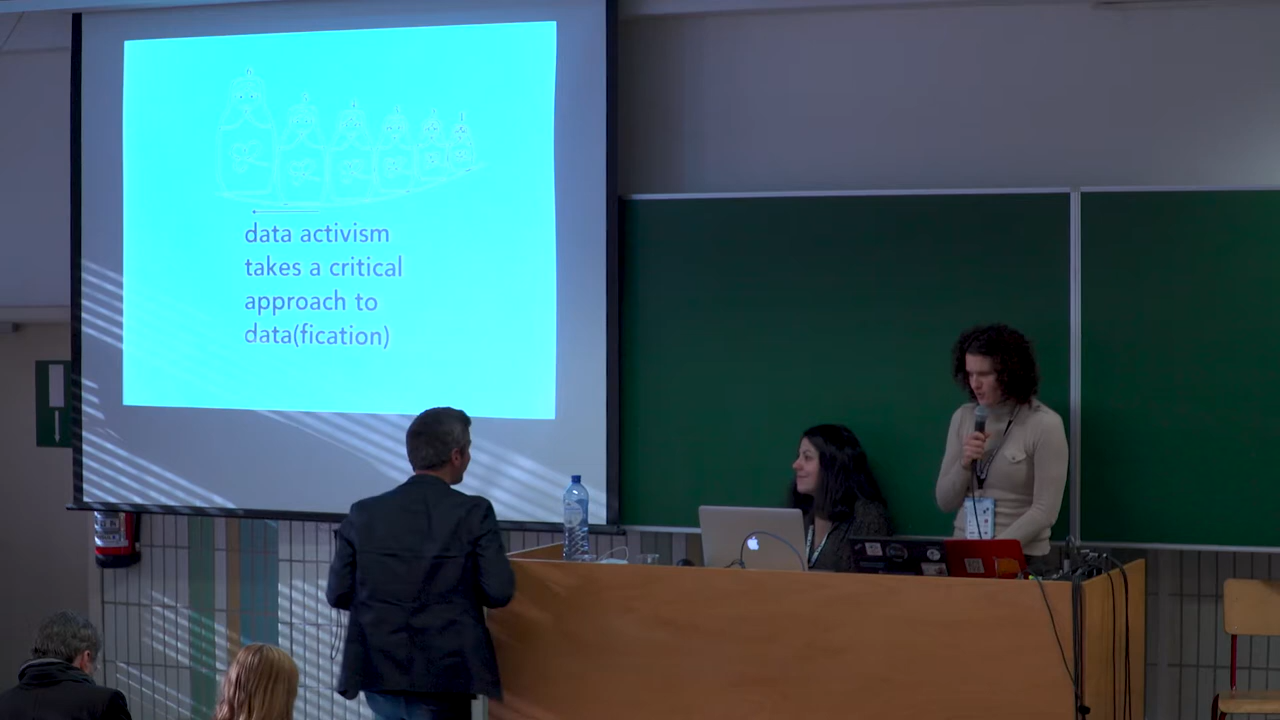 data activism
takes a critical
approach to
data(fication)